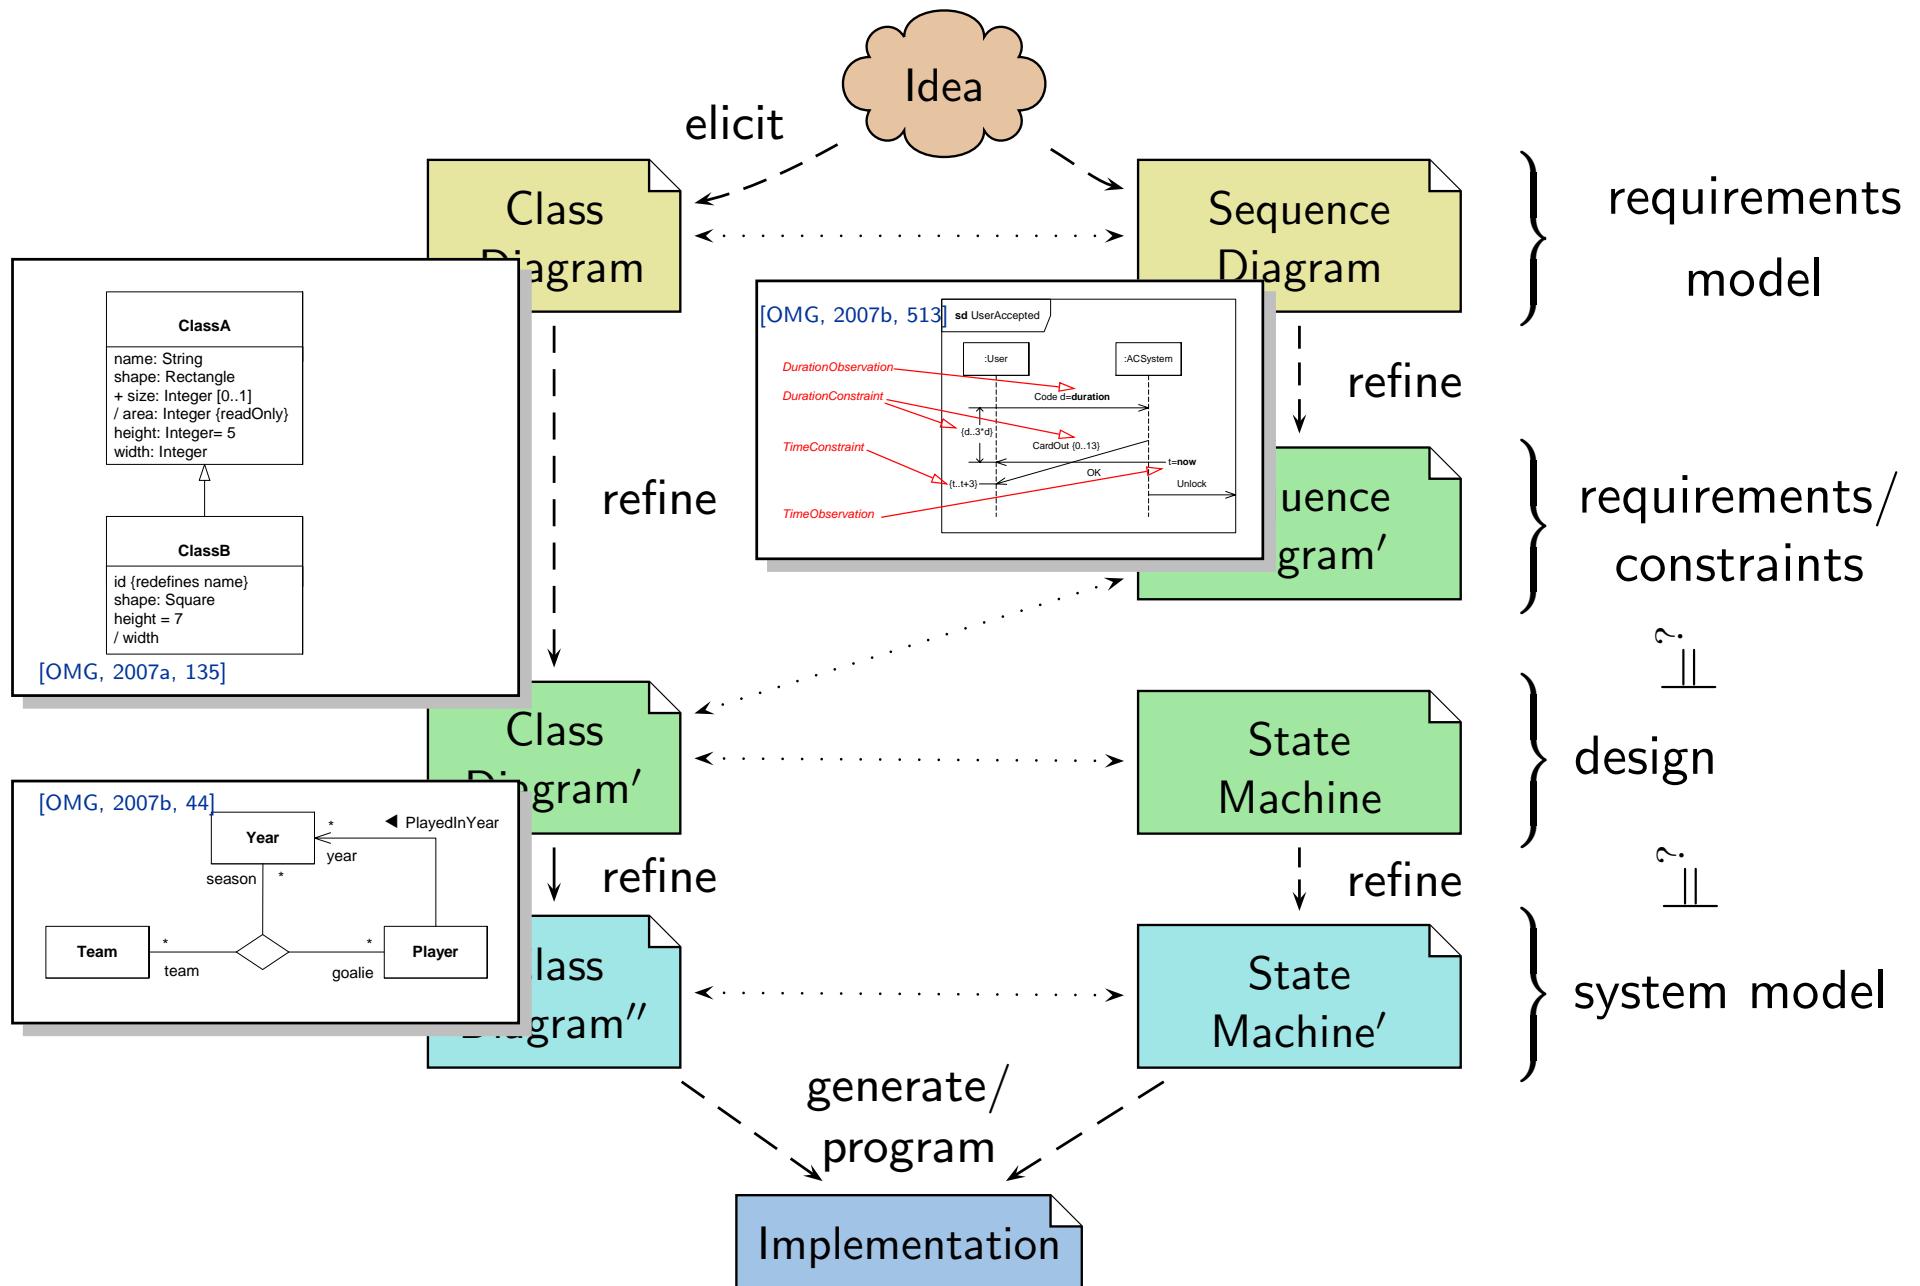 Idea
elicit
Class
Diagram
Sequence
Diagram
requirements
model
ClassA
name: String
shape: Rectangle
+ size: Integer [0..1]
/ area: Integer {readOnly}
height: Integer= 5
width: Integer
ClassB
id {redefines name}
shape: Square
height = 7
/ width
[OMG, 2007a, 135]
[OMG, 2007b, 513]
sd UserAccepted
:User
:ACSystem
DurationObservation
Code d=duration
DurationConstraint
{d..3*d}
CardOut {0..13}
TimeConstraint
t=now
OK
{t..t+3}
Unlock
TimeObservation
refine
refine
uence
gram′
requirements/
constraints
?
Class
Diagram′
State
Machine
design
?
[OMG, 2007b, 44]
Year
*
PlayedInYear
year
season
*
Team
*
team
*
goalie
Player
refine
refine
Class
Diagram′′
State
Machine′
system model
generate/
program
Implementation